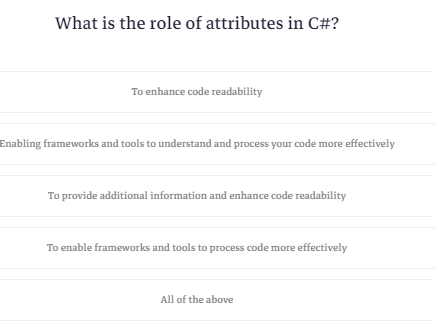 What is the role of attributes in C#?
To enhance code readability
Enabling frameworks and tools to understand and process your code more effectively
To provide additional information and enhance code readability
To enable frameworks and tools to process code more effectively
All of the above